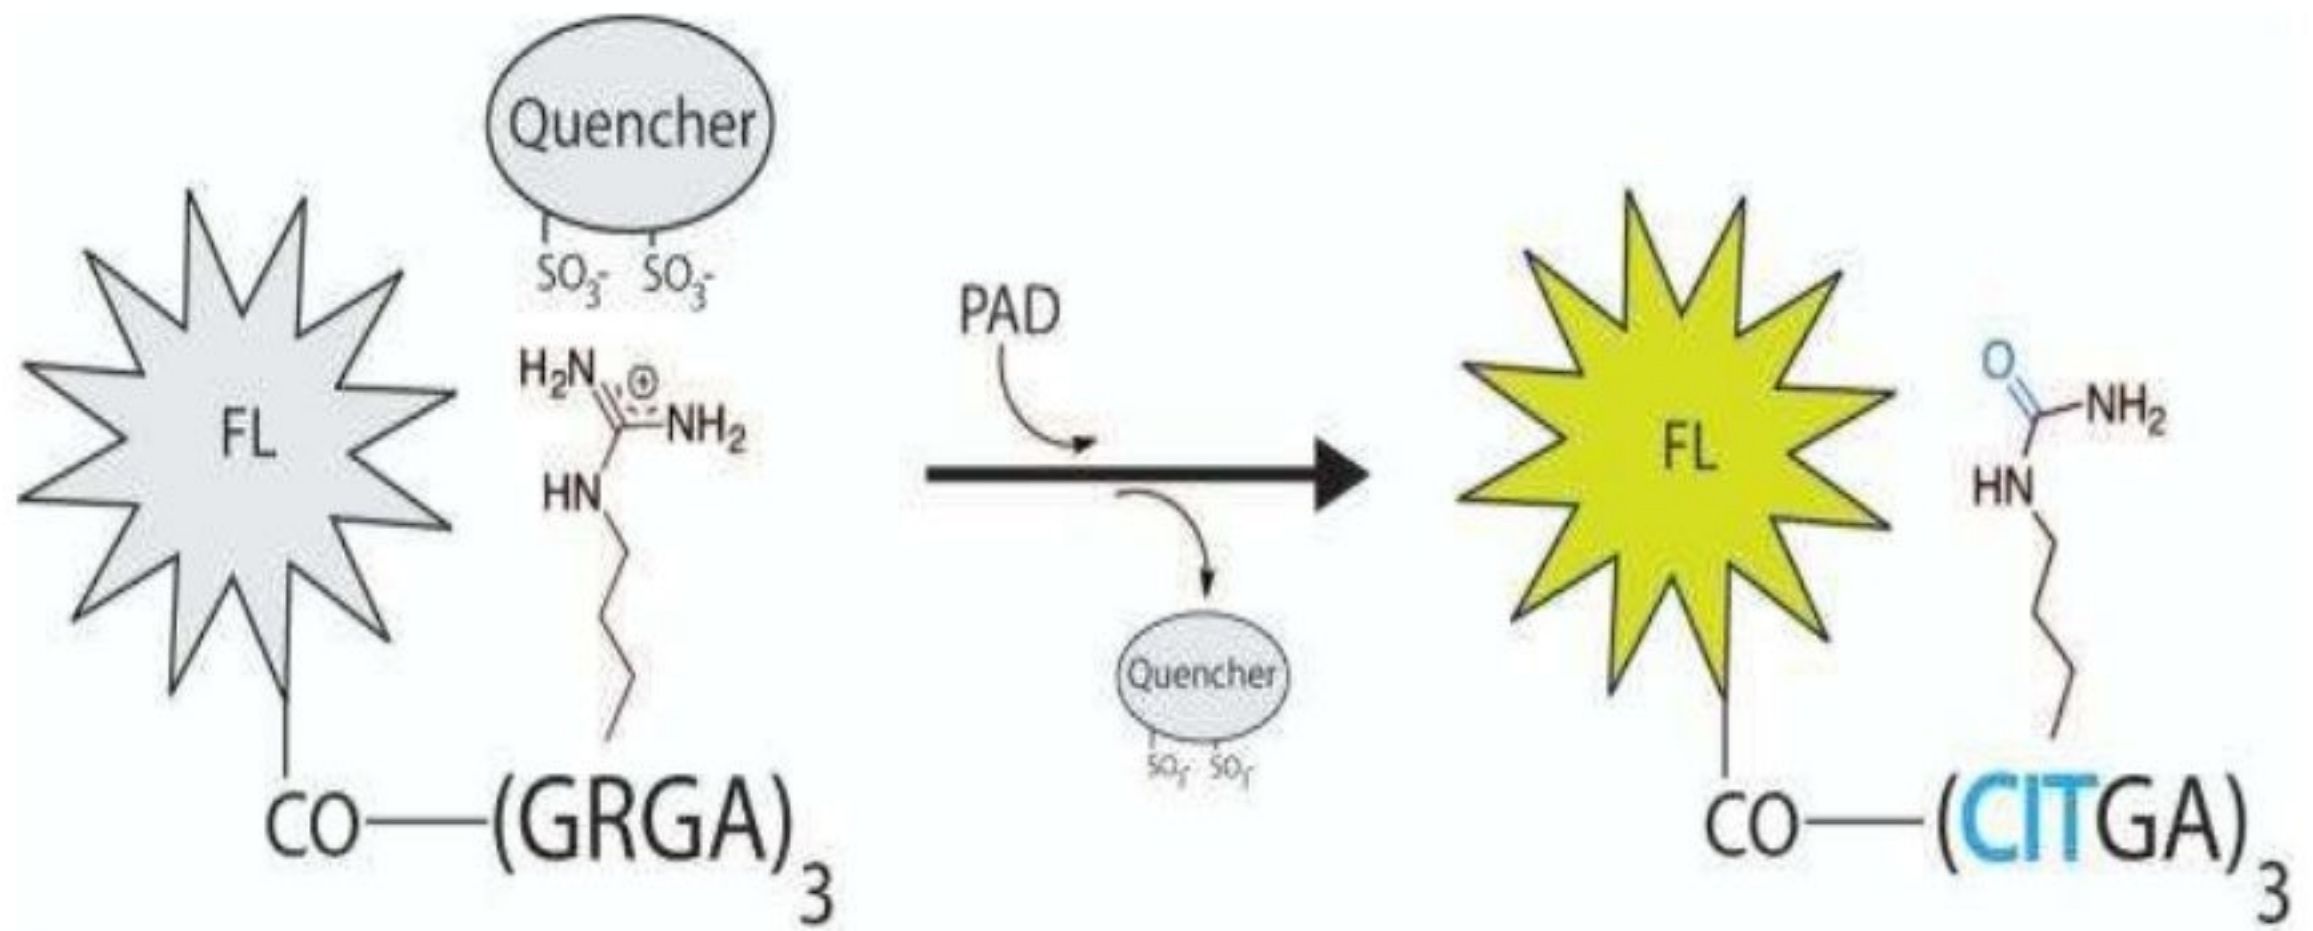 Quencher
SO3- SO3-
H2N
⊕
NH2
HN
FL
CO—(GRGA)3
PAD
Quencher
FL
O
NH2
HN
CO—(CITGA)3